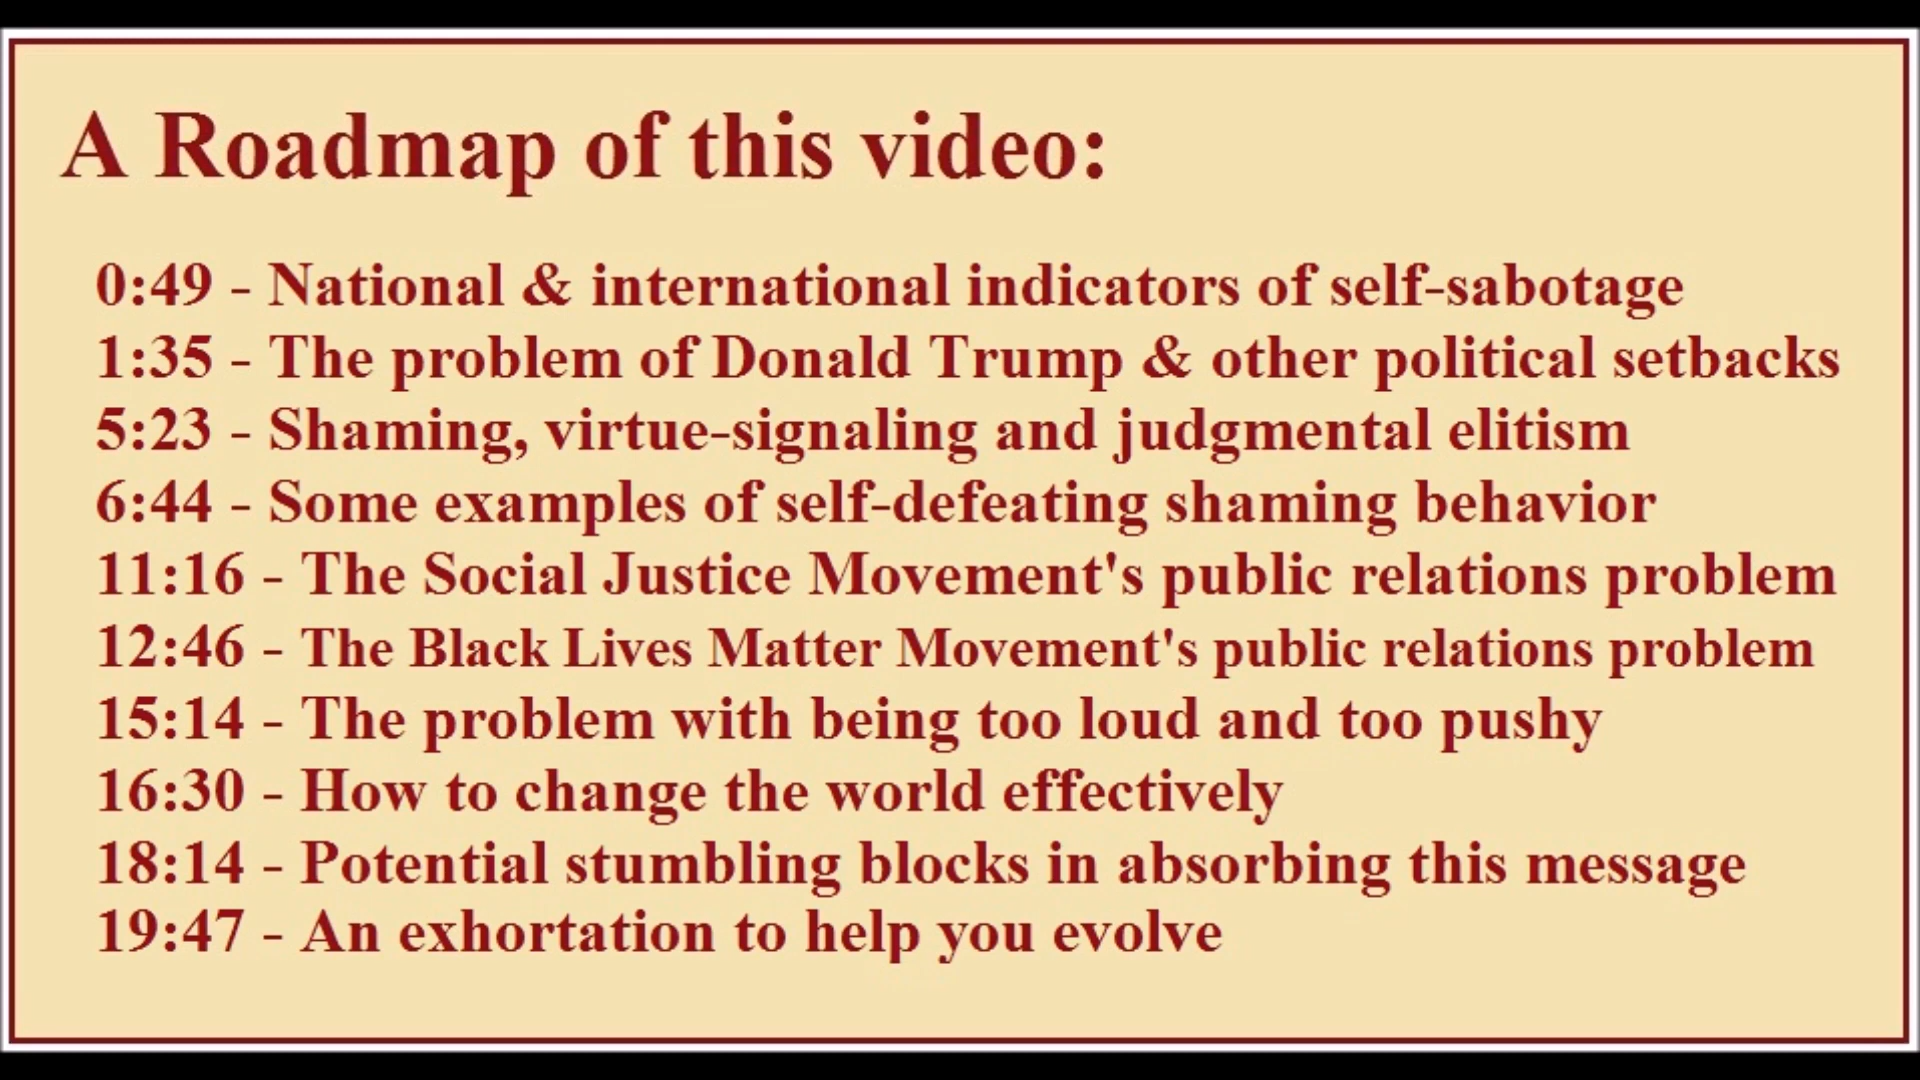 A Roadmap of this video:
0:49 - National & international indicators of self-sabotage
1:35 - The problem of Donald Trump & other political setbacks
5:23 - Shaming, virtue-signaling and judgmental elitism
6:44 - Some examples of self-defeating shaming behavior
11:16 - The Social Justice Movement's public relations problem
12:46 - The Black Lives Matter Movement's public relations problem
15:14 - The problem with being too loud and too pushy
16:30 - How to change the world effectively
18:14 - Potential stumbling blocks in absorbing this message
19:47 - An exhortation to help you evolve